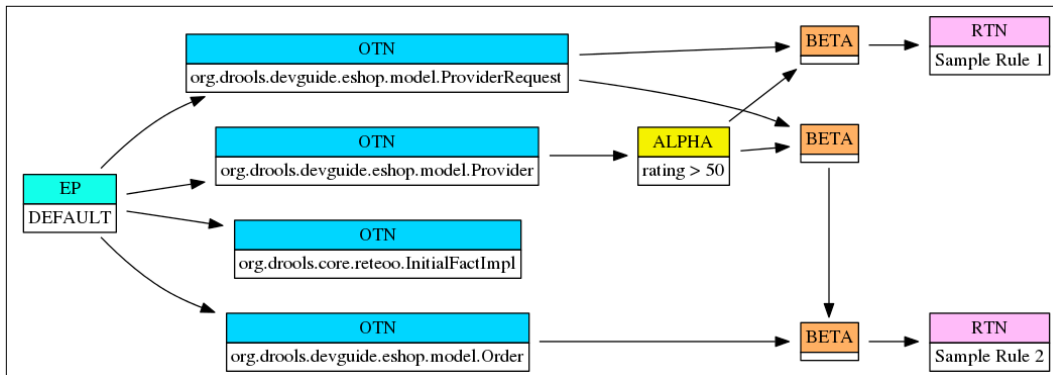 OTN
org.drools.devguide.eshop.model.ProviderRequest
BETA
RTN
Sample Rule 1
OTN
org.drools.devguide.eshop.model.Provider
ALPHA
rating > 50
BETA
EP
DEFAULT
OTN
org.drools.core.reteoo.InitialFactImpl
OTN
org.drools.devguide.eshop.model.Order
BETA
RTN
Sample Rule 2